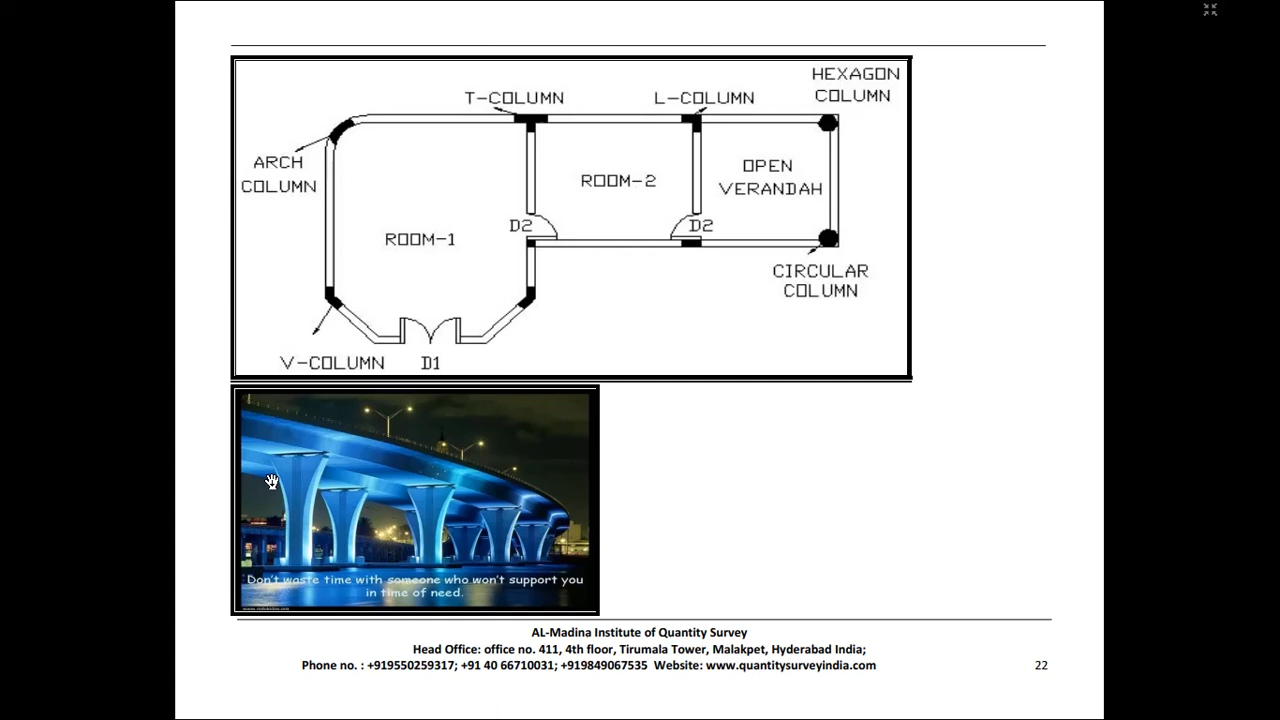 HEXAGON
COLUMN
T-COLUMN
L-COLUMN
ARCH
COLUMN
OPEN
VERANDAH
ROOM-2
D2
D2
ROOM-1
CIRCULAR
COLUMN
V-COLUMN
D1
Don't waste time with someone who won't support you
in time of need.
AL-Madina Institute of Quantity Survey
Head Office: office no. 411, 4th floor, Tirumala Tower, Malakpet, Hyderabad India;
Phone no. : +919550259317; +91 40 66710031; +919849067535 Website: www.quantitysurveyindia.com
22